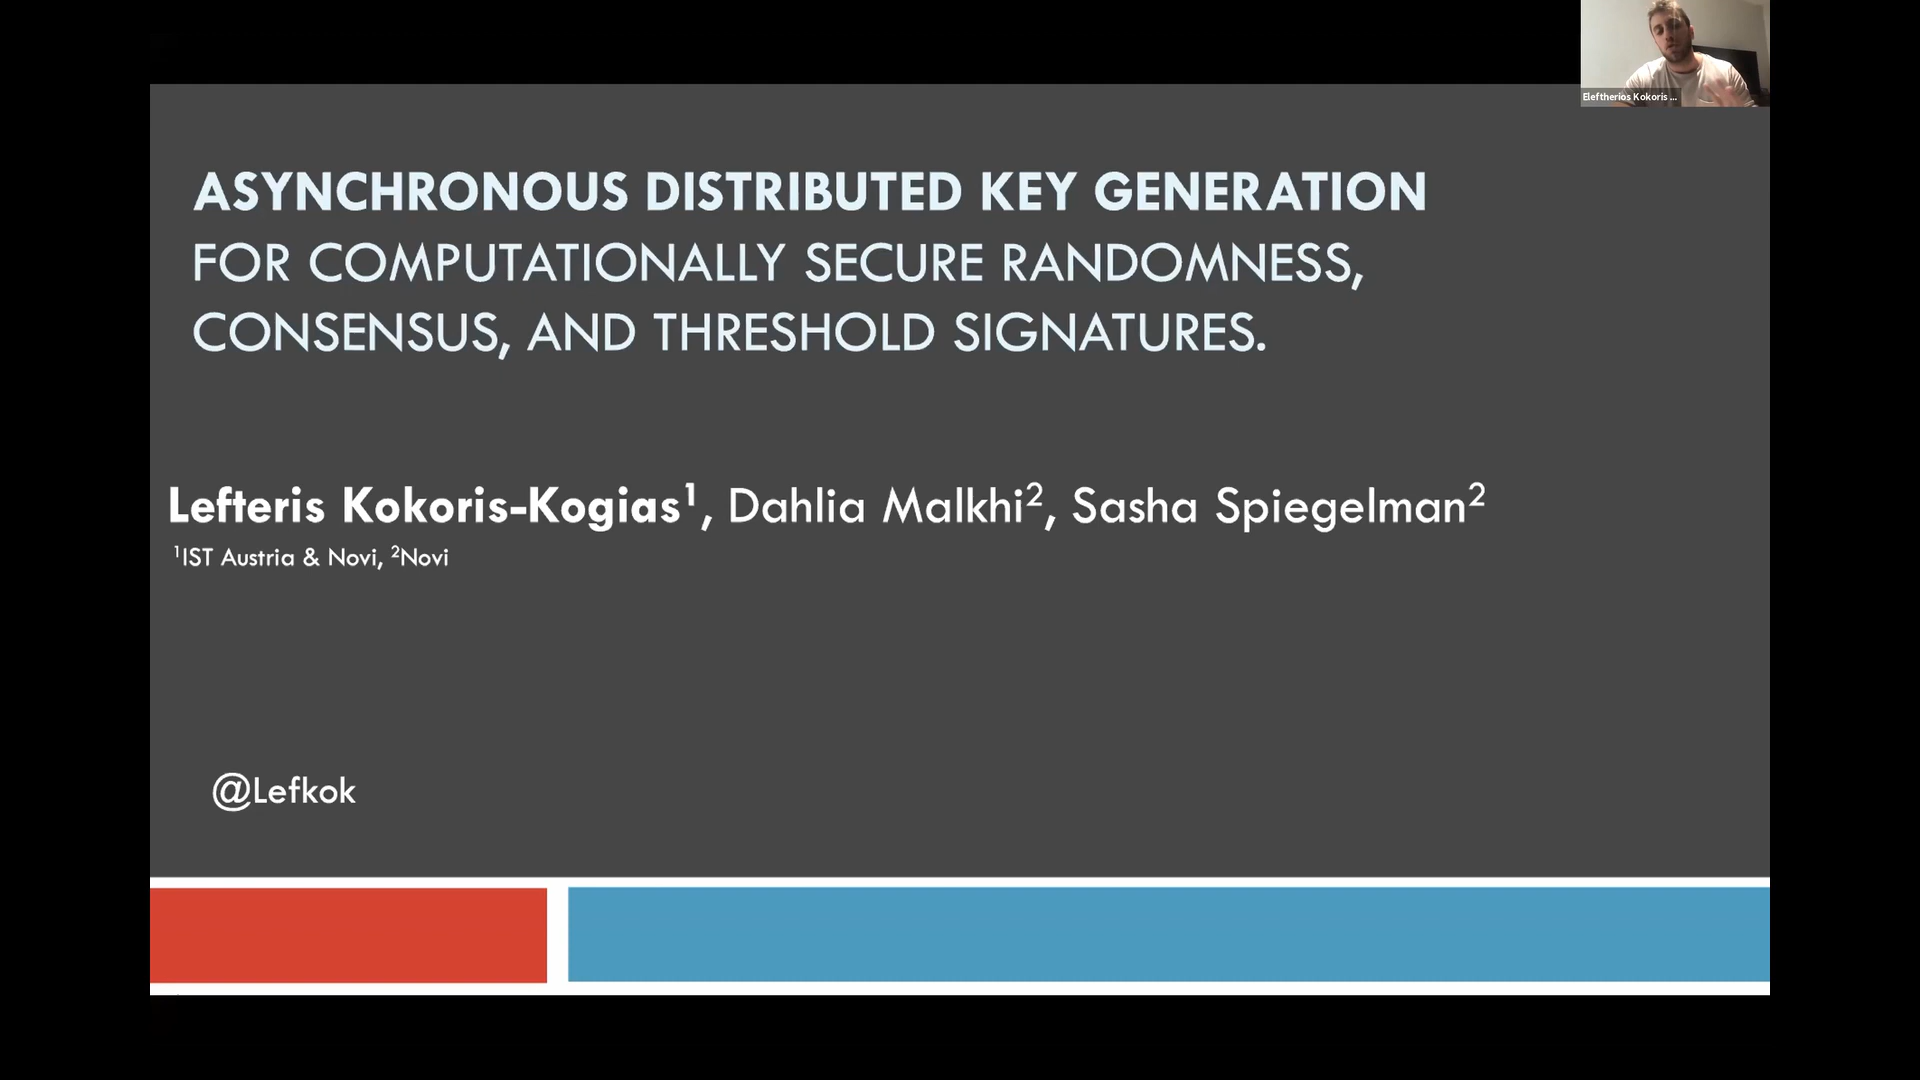 Eleftherios Kokoris ...
ASYNCHRONOUS DISTRIBUTED KEY GENERATION
FOR COMPUTATIONALLY SECURE RANDOMNESS,
CONSENSUS, AND THRESHOLD SIGNATURES.
Lefteris Kokoris-Kogias¹, Dahlia Malkhi², Sasha Spiegelman²
¹IST Austria & Novi, ²Novi
@Lefkok